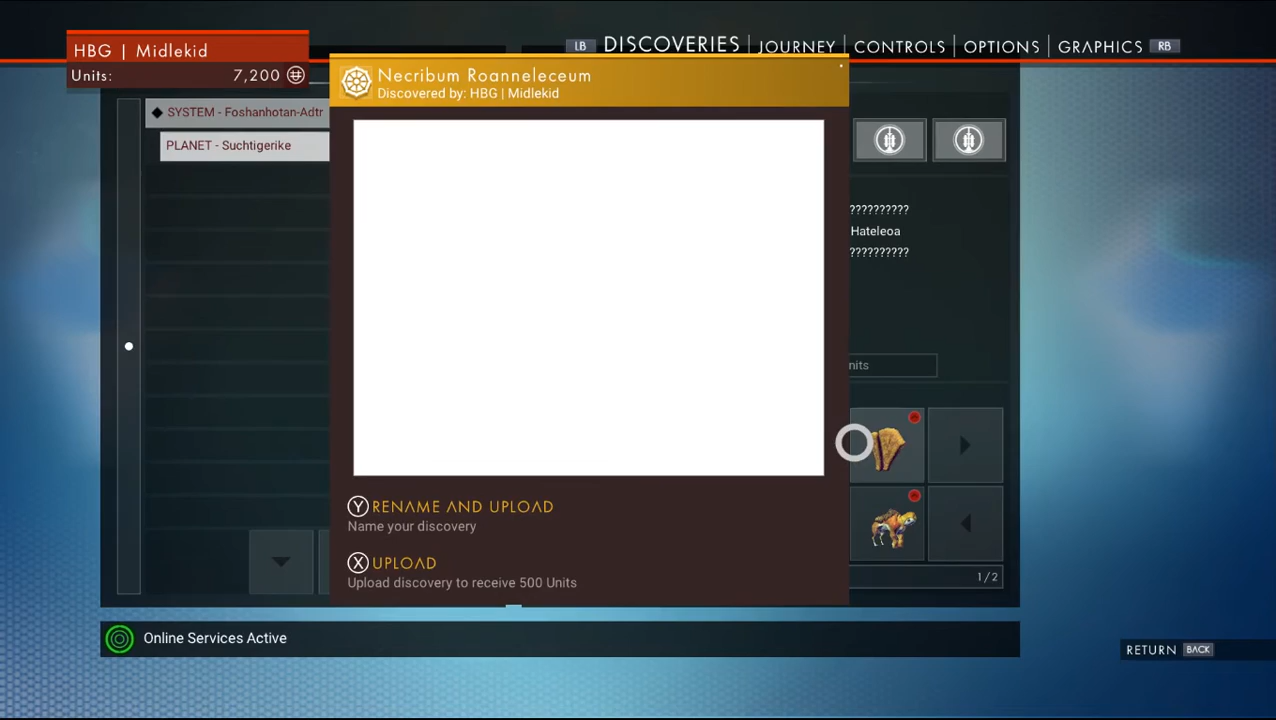 HBG | Midlekid
Units: 7,200
LB DISCOVERIES JOURNEY CONTROLS OPTIONS GRAPHICS RB
Necribum Roanneleceum
Discovered by: HBG | Midlekid
SYSTEM - Foshanhotan-Adtr
PLANET - Suchtigerike
??????????
Hateleoa
??????????
nits
Y RENAME AND UPLOAD
Name your discovery
X UPLOAD
Upload discovery to receive 500 Units
1/2
Online Services Active
RETURN BACK